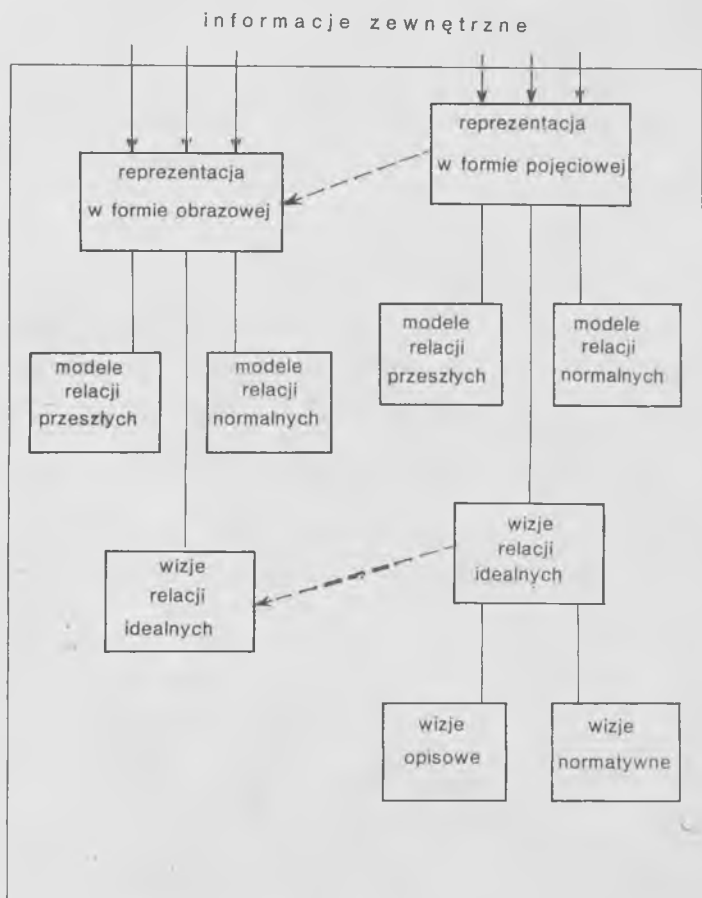 informacje zewnętrzne
reprezentacja
w formie pojęciowej
reprezentacja
w formie obrazowej
modele
relacji
przeszłych
modele
relacji
normalnych
modele
relacji
przeszłych
modele
relacji
normalnych
wizje
relacji
idealnych
wizje
relacji
idealnych
wizje
opisowe
wizje
normatywne